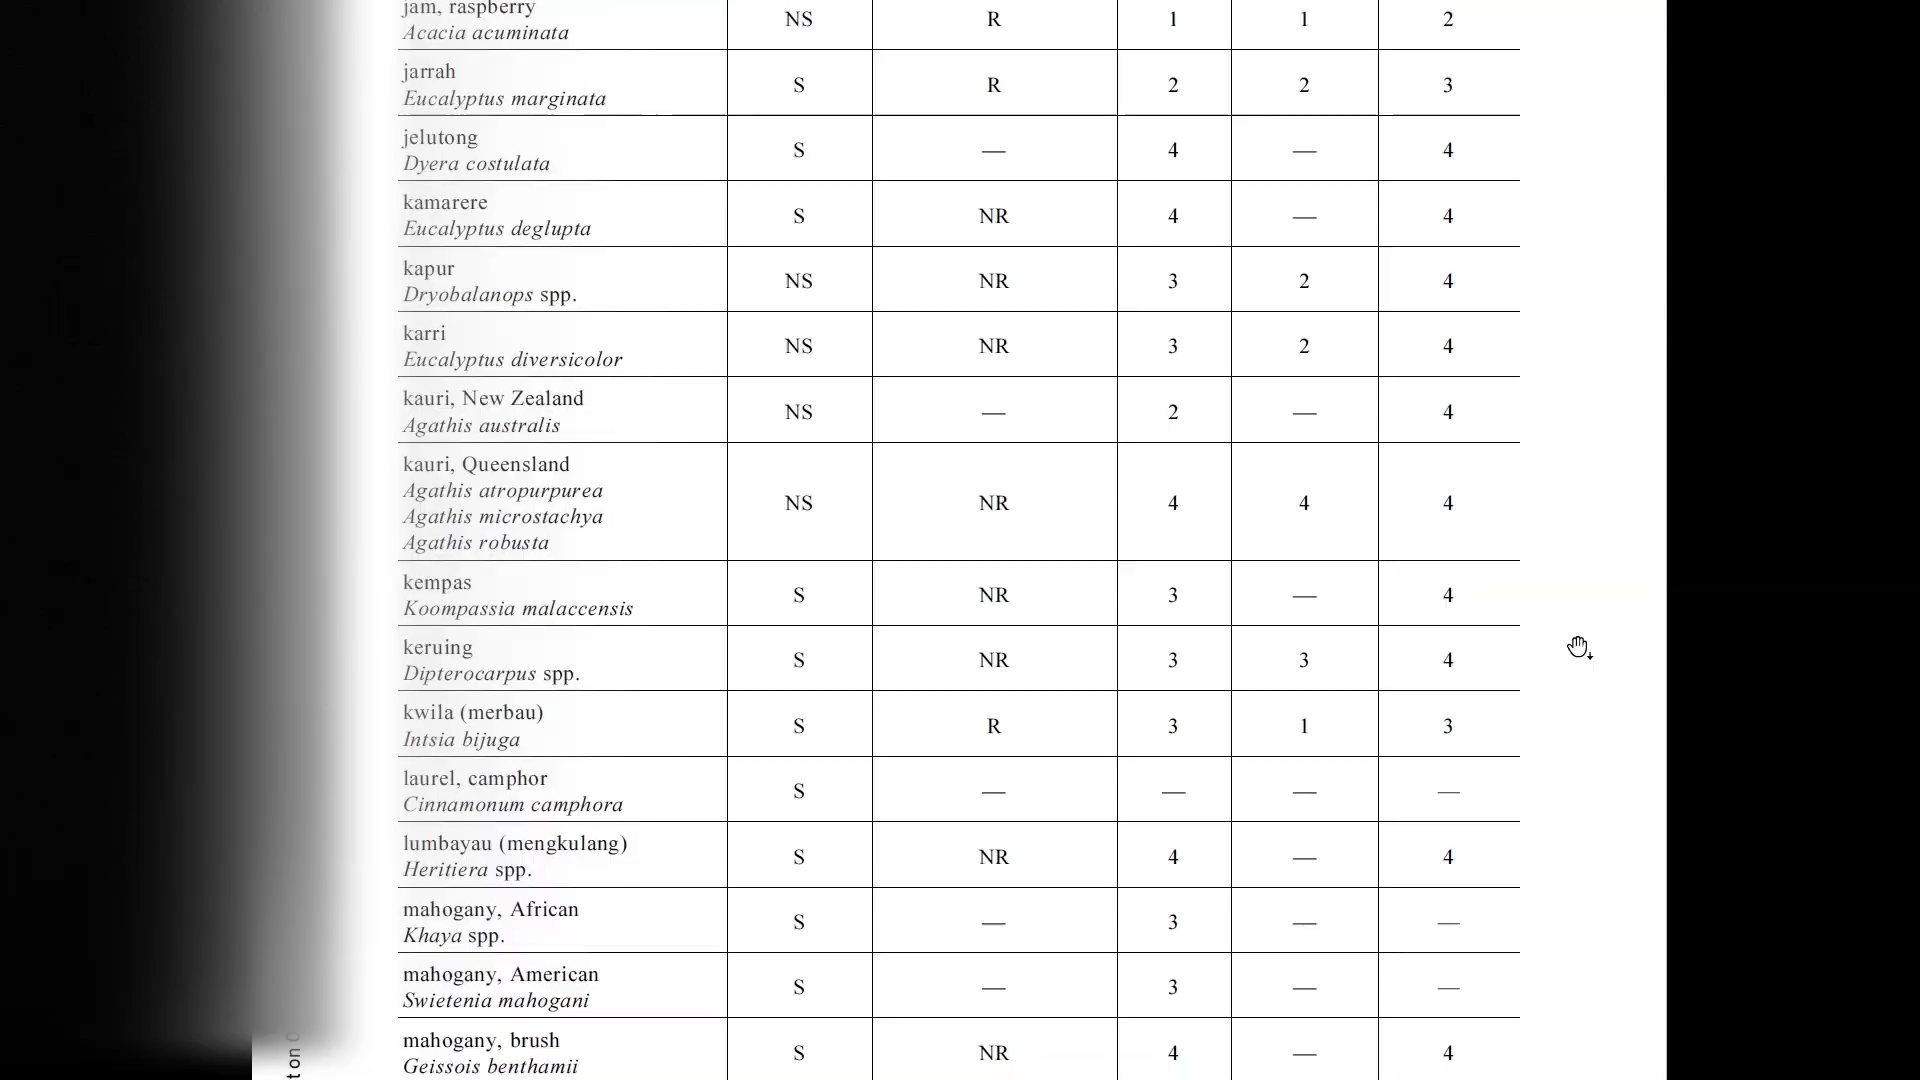 jam, raspberry
Acacia acuminata NS R 1 1 2
jarrah
Eucalyptus marginata S R 2 2 3
jelutong
Dyera costulata S — 4 — 4
kamarere
Eucalyptus deglupta S NR 4 — 4
kapur
Dryobalanops spp. NS NR 3 2 4
karri
Eucalyptus diversicolor NS NR 3 2 4
kauri, New Zealand
Agathis australis NS — 2 — 4
kauri, Queensland
Agathis atropurpurea
Agathis microstachya
Agathis robusta NS NR 4 4 4
kempas
Koompassia malaccensis S NR 3 — 4
keruing
Dipterocarpus spp. S NR 3 3 4
kwila (merbau)
Intsia bijuga S R 3 1 3
laurel, camphor
Cinnamonum camphora S — — — —
lumbayau (mengkulang)
Heritiera spp. S NR 4 — 4
mahogany, African
Khaya spp. S — 3 — —
mahogany, American
Swietenia mahogani S — 3 — —
mahogany, brush
Geissois benthamii S NR 4 — 4
t on